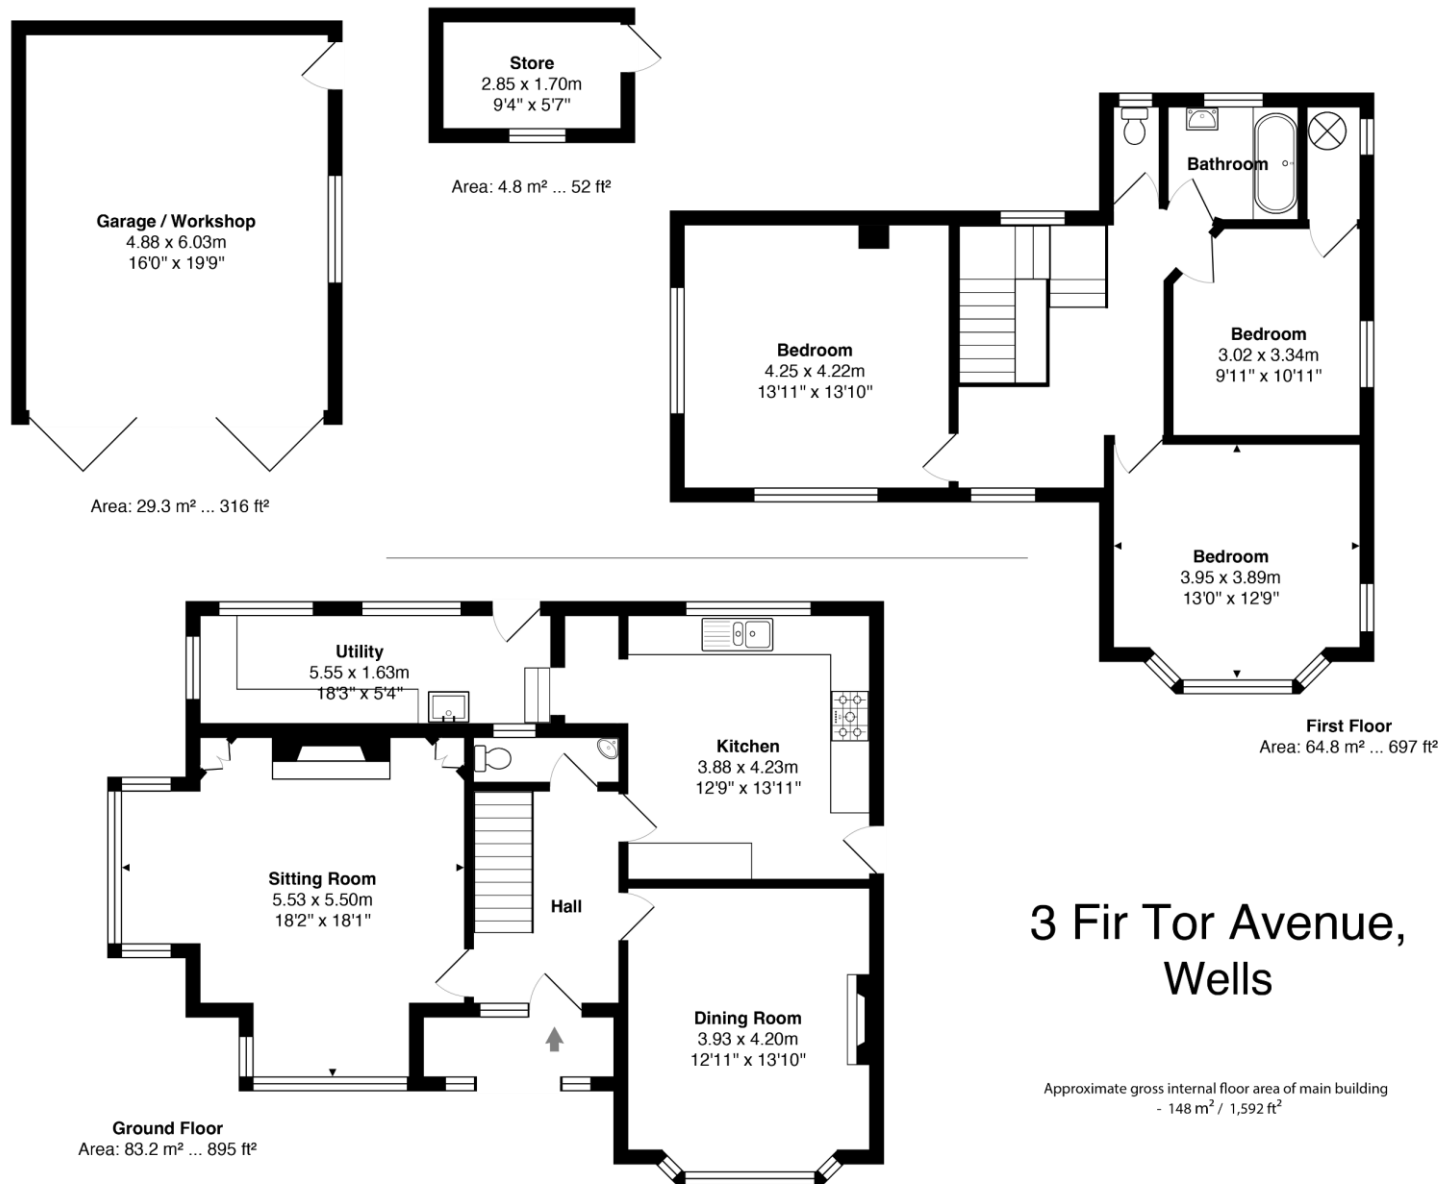 Store
2.85 x 1.70m
9'4" x 5'7"
Area: 4.8 m² ... 52 ft²
Garage / Workshop
4.88 x 6.03m
16'0" x 19'9"
Area: 29.3 m² ... 316 ft²
Bathroom
Bedroom
4.25 x 4.22m
13'11" x 13'10"
Bedroom
3.02 x 3.34m
9'11" x 10'11"
Bedroom
3.95 x 3.89m
13'0" x 12'9"
First Floor
Area: 64.8 m² ... 697 ft²
Utility
5.55 x 1.63m
18'3" x 5'4"
Kitchen
3.88 x 4.23m
12'9" x 13'11"
Sitting Room
5.53 x 5.50m
18'2" x 18'1"
Hall
Dining Room
3.93 x 4.20m
12'11" x 13'10"
Ground Floor
Area: 83.2 m² ... 895 ft²
3 Fir Tor Avenue,
Wells
Approximate gross internal floor area of main building
- 148 m² / 1,592 ft²